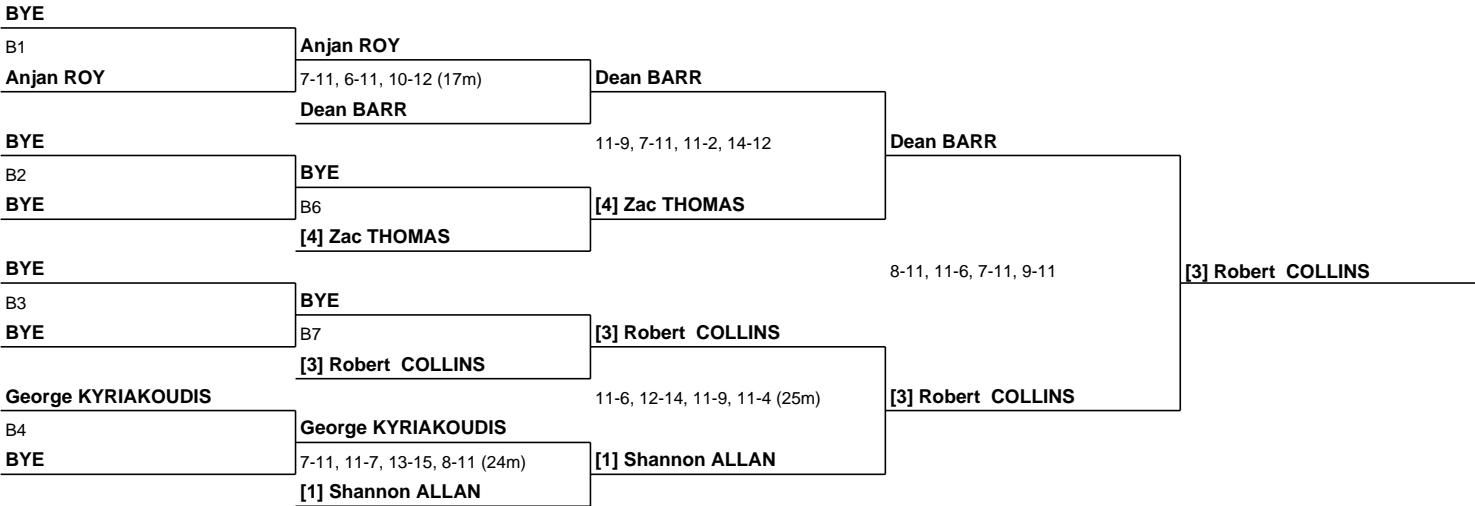 BYE
B1
Anjan ROY
Anjan ROY
7-11, 6-11, 10-12 (17m)
Dean BARR
Dean BARR
BYE
B2
BYE
BYE
B6
[4] Zac THOMAS
11-9, 7-11, 11-2, 14-12
[4] Zac THOMAS
Dean BARR
BYE
B3
BYE
BYE
B7
[3] Robert  COLLINS
[3] Robert  COLLINS
8-11, 11-6, 7-11, 9-11
[3] Robert  COLLINS
George KYRIAKOUDIS
B4
BYE
George KYRIAKOUDIS
7-11, 11-7, 13-15, 8-11 (24m)
[1] Shannon ALLAN
11-6, 12-14, 11-9, 11-4 (25m)
[1] Shannon ALLAN
[3] Robert  COLLINS